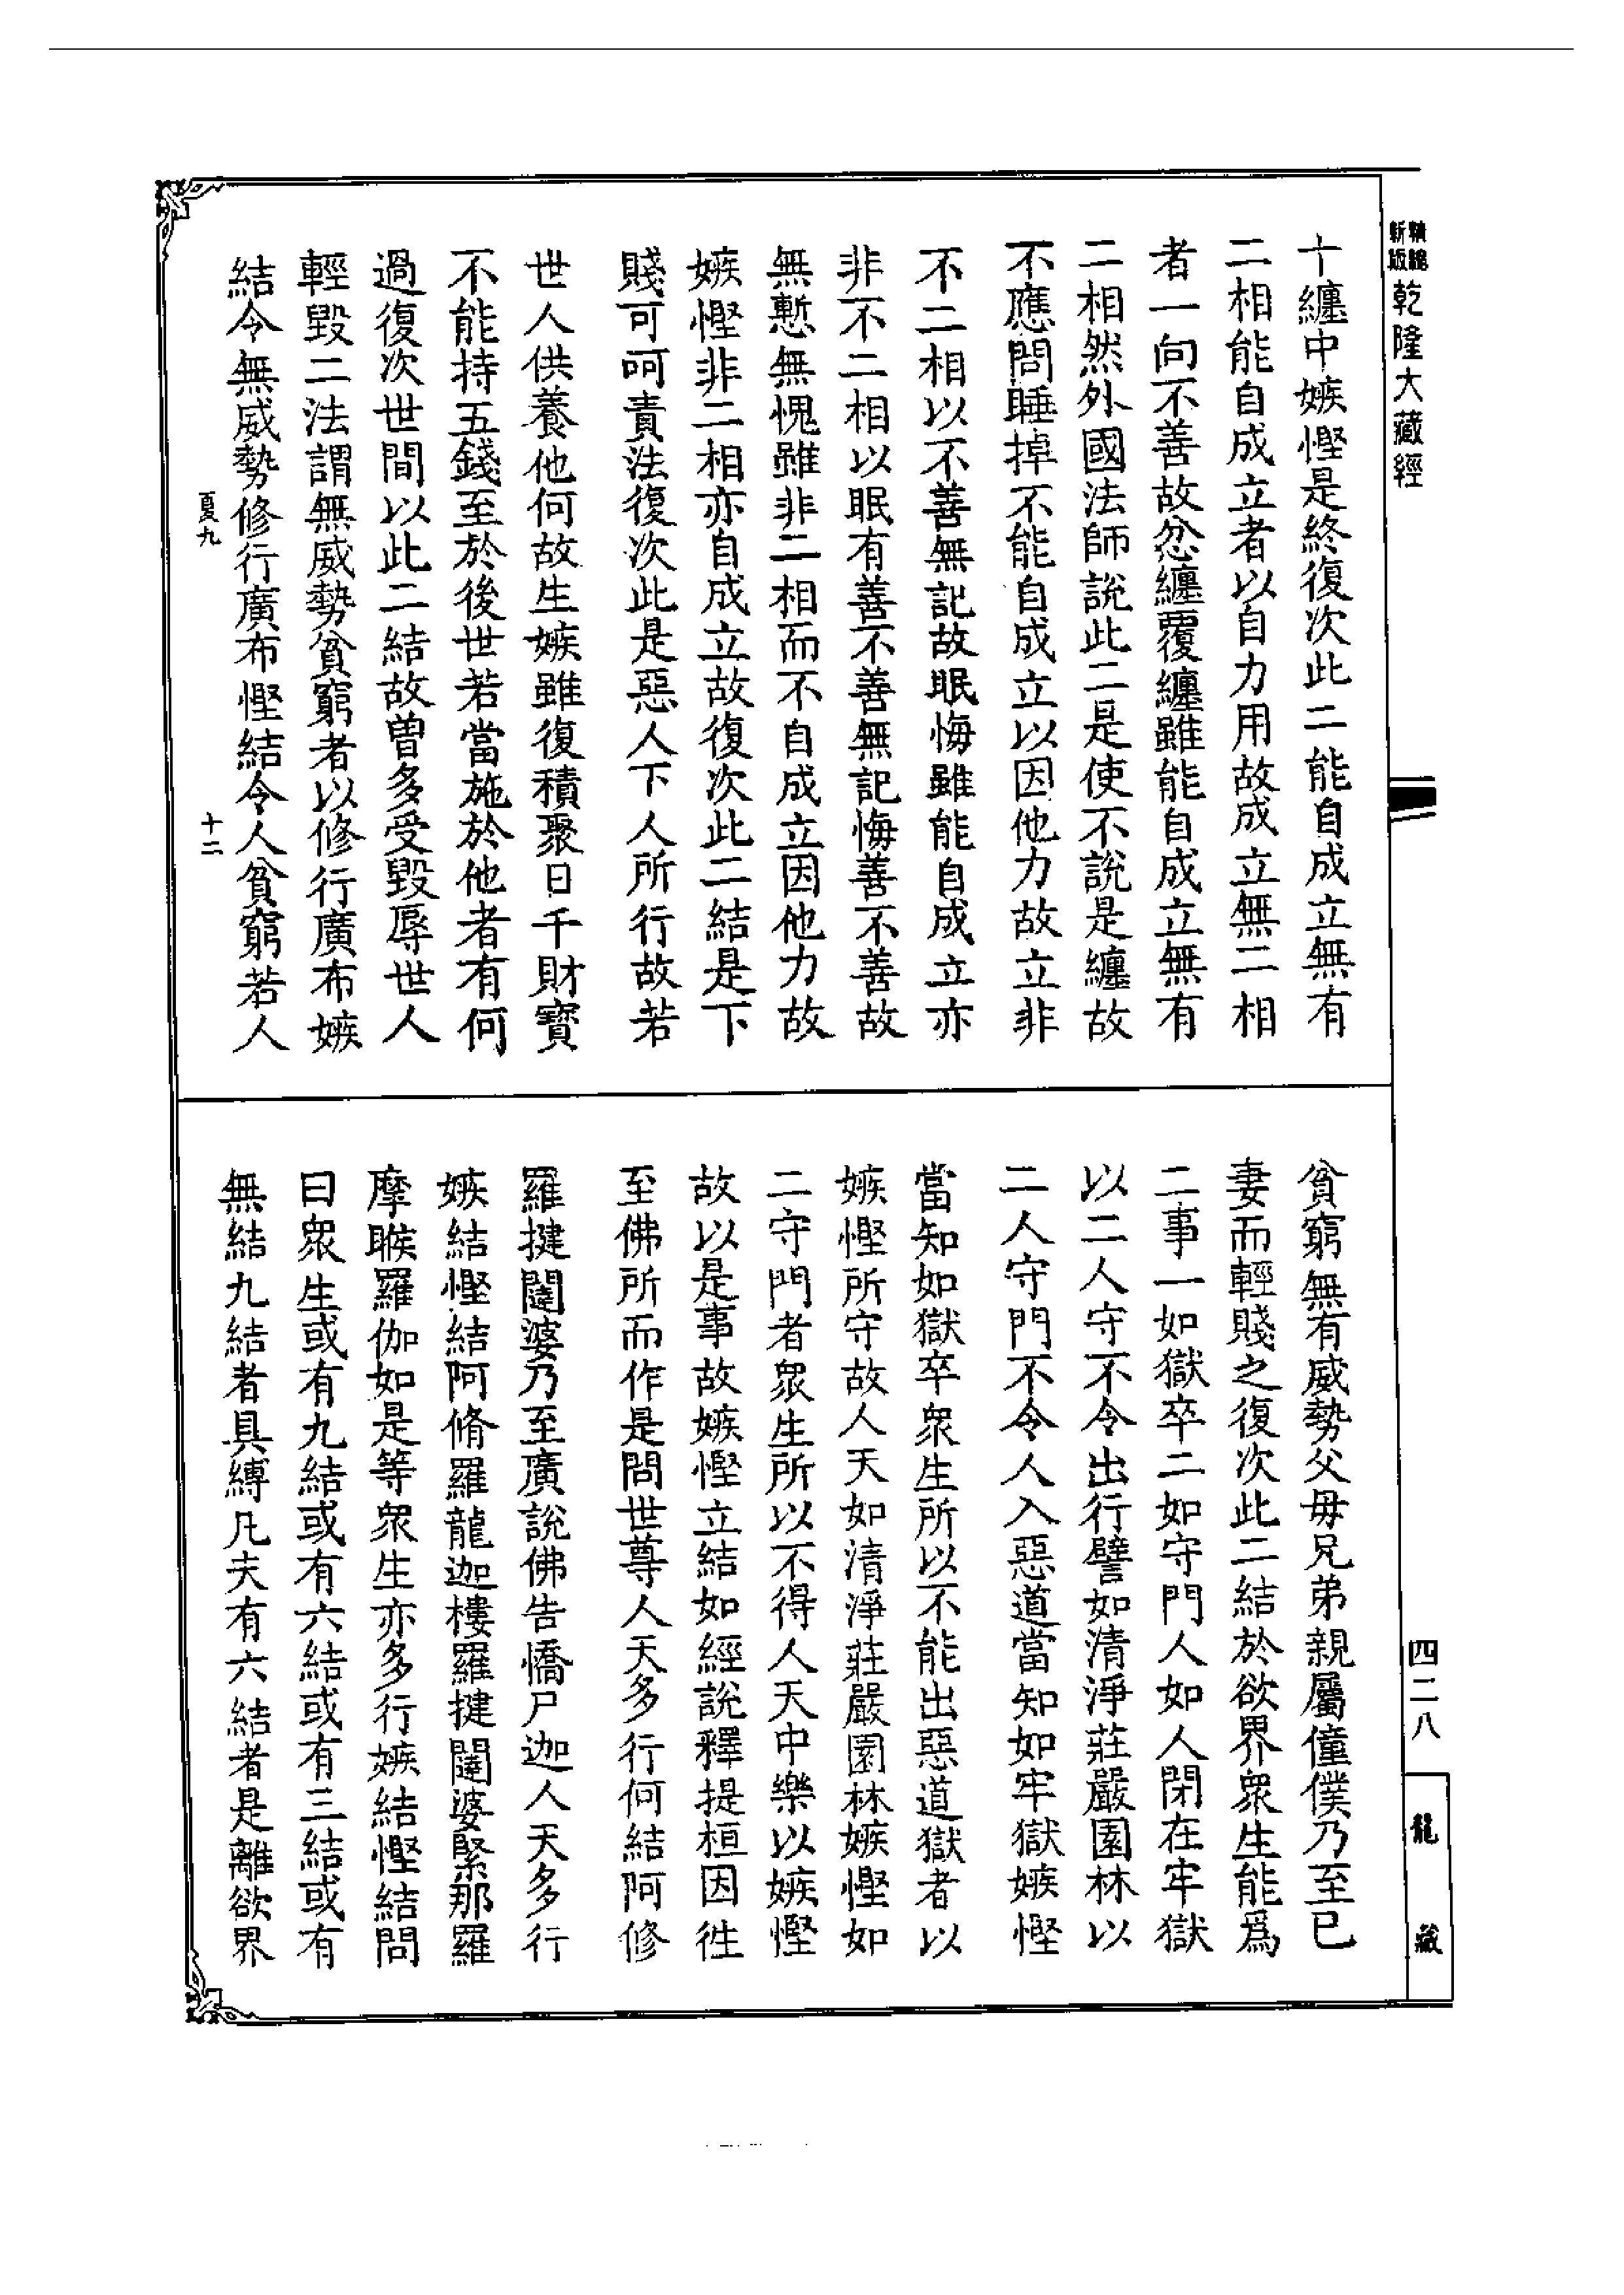 精縮新版乾隆大藏經
十纏中嫉慳是終復次此二能自成立無有
二相能自成立者以自力用故成立無二相
者一向不善故忿纏覆纏雖能自成立無有
二相然外國法師說此二是使不說是纏故
不應問睡掉不能自成立以因他力故立非
不二相以不善無記故眠悔雖能自成立亦
非不二相以眠有善不善無記悔善不善故
無慙無愧雖非二相而不自成立因他力故
嫉慳非二相亦自成立故復次此二結是下
賤可呵責法復次此是惡人下人所行故若
世人供養他何故生嫉雖復積聚日千財寶
不能持五錢至於後世若當施於他者有何
過復次世間以此二結故曾多受毀辱世人
輕毀二法謂無威勢貧窮者以修行廣布嫉
結令無威勢修行廣布慳結令人貧窮若人
夏九
十二
貧窮無有威勢父母兄弟親屬僮僕乃至已
妻而輕賤之復次此二結於欲界衆生能爲
二事一如獄卒二如守門人如人閉在牢獄
以二人守不令出行譬如清淨莊嚴園林以
二人守門不令人入惡道當知如牢獄嫉慳
當知如獄卒衆生所以不能出惡道獄者以
嫉慳所守故人天如清淨莊嚴園林嫉慳如
二守門者衆生所以不得人天中樂以嫉慳
故以是事故嫉慳立結如經說釋提桓因徃
至佛所而作是問世尊人天多行何結阿修
羅揵闥婆乃至廣說佛告憍尸迦人天多行
嫉結慳結阿脩羅龍迦樓羅揵闥婆緊那羅
摩睺羅伽如是等衆生亦多行嫉結慳結問
曰衆生或有九結或有六結或有三結或有
無結九結者具縛凡夫有六結者是離欲界
四二八
龍藏